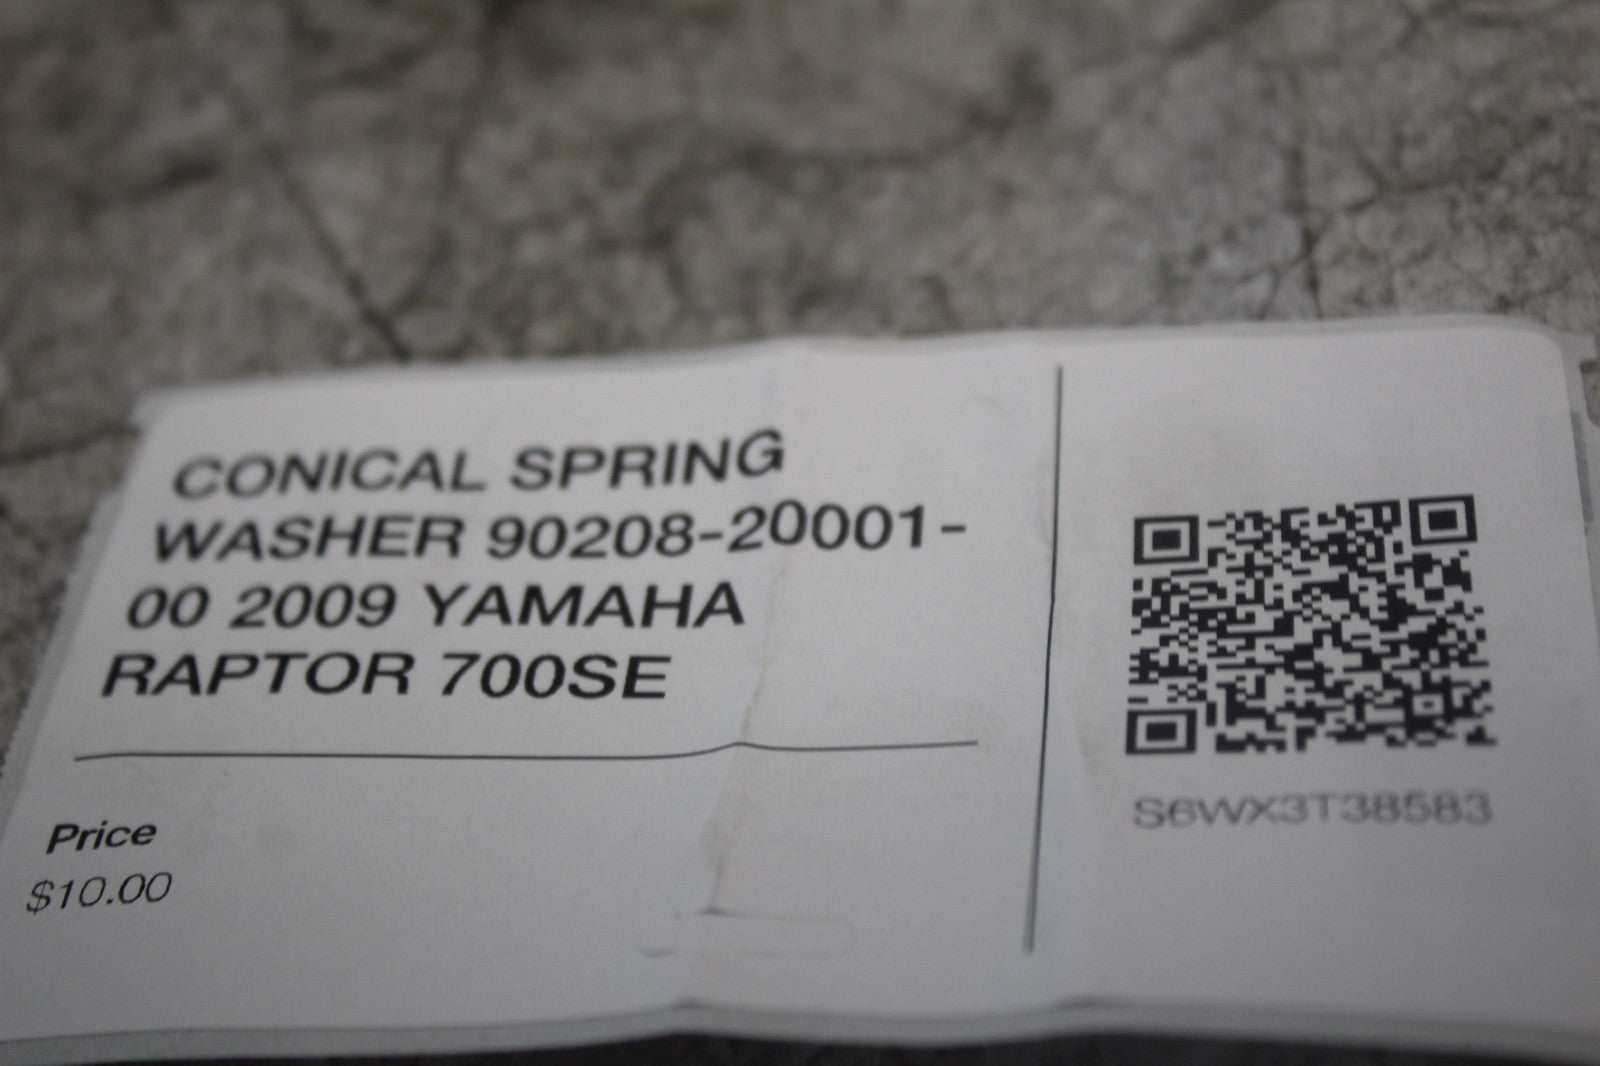 CONICAL SPRING
WASHER 90208-20001-
00 2009 YAMAHA
RAPTOR 700SE
Price
$10.00
S6WX3T38583